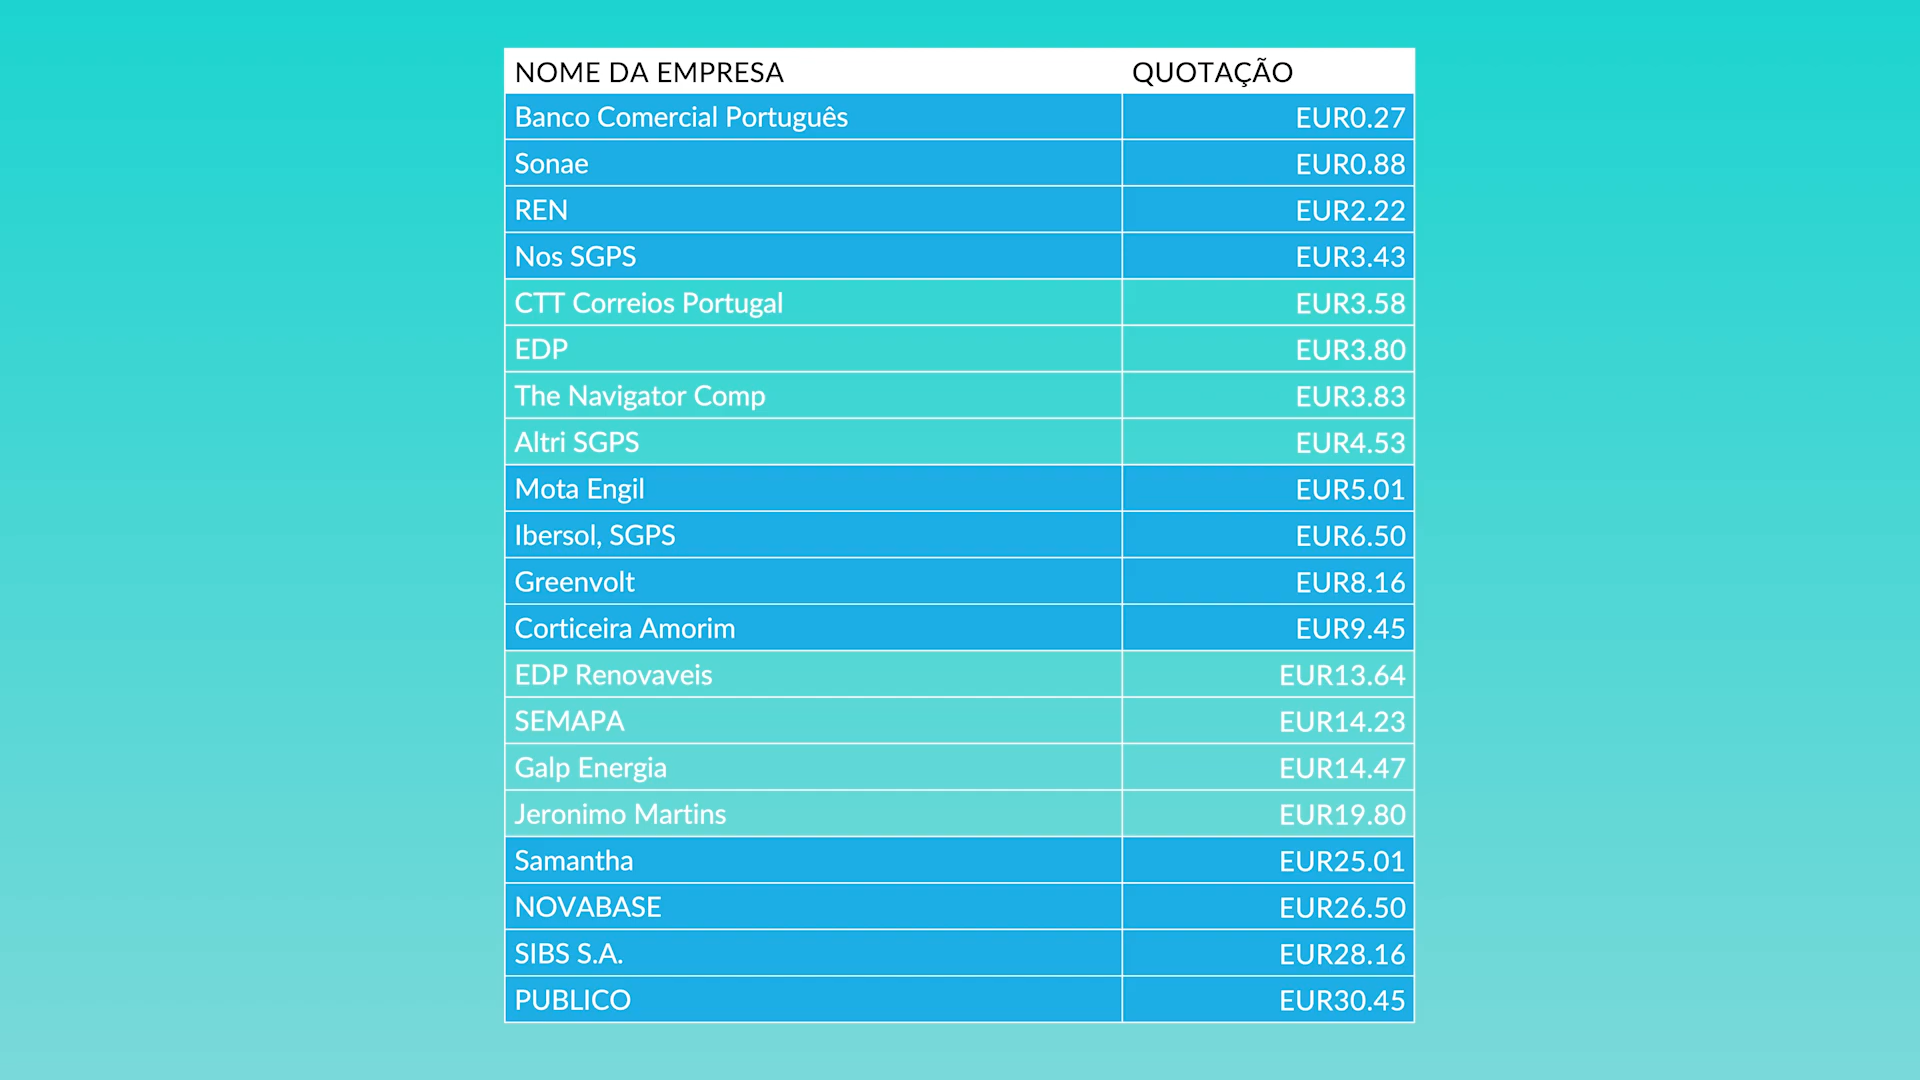 NOME DA EMPRESA QUOTAÇÃO
Banco Comercial Português EUR0.27
Sonae EUR0.88
REN EUR2.22
Nos SGPS EUR3.43
CTT Correios Portugal EUR3.58
EDP EUR3.80
The Navigator Comp EUR3.83
Altri SGPS EUR4.53
Mota Engil EUR5.01
Ibersol, SGPS EUR6.50
Greenvolt EUR8.16
Corticeira Amorim EUR9.45
EDP Renovaveis EUR13.64
SEMAPA EUR14.23
Galp Energia EUR14.47
Jeronimo Martins EUR19.80
Samantha EUR25.01
NOVABASE EUR26.50
SIBS S.A. EUR28.16
PUBLICO EUR30.45